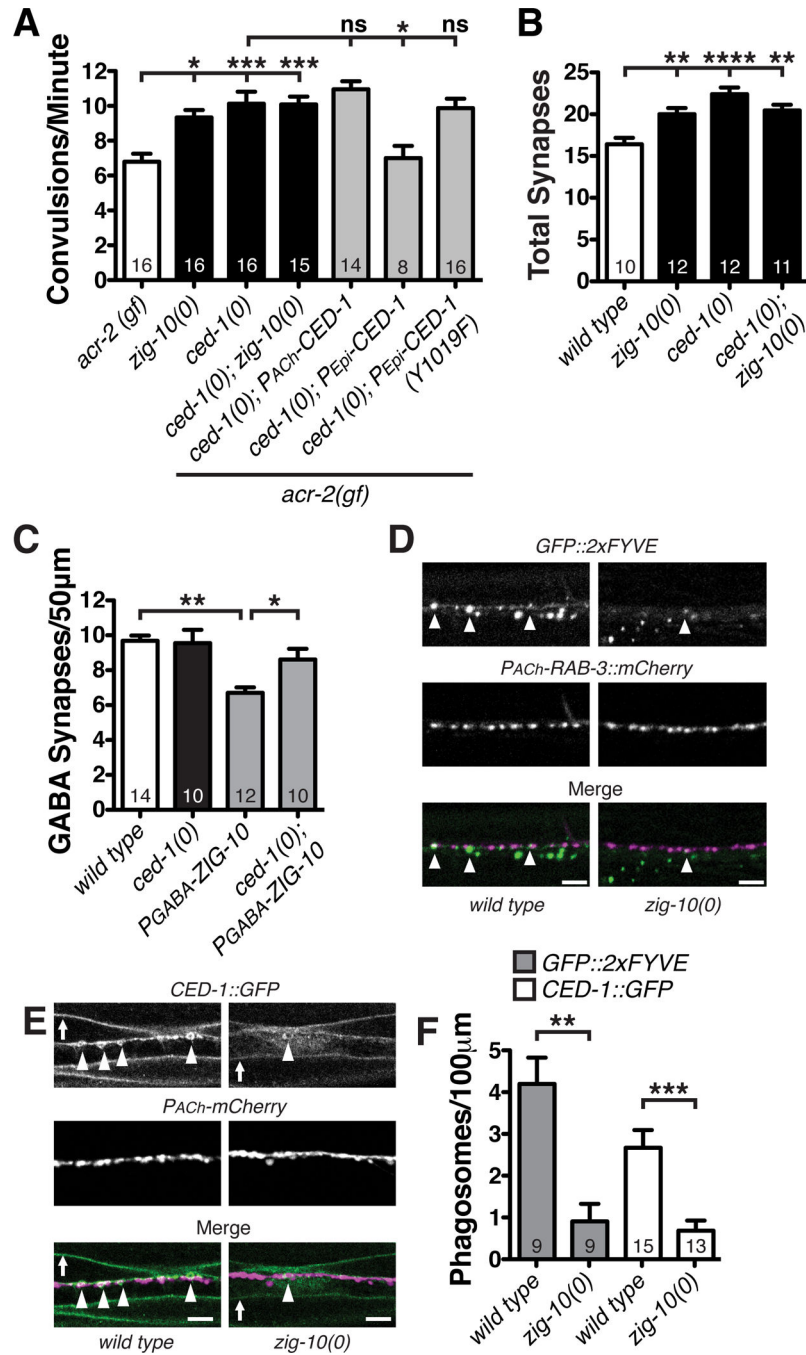 A
Convulsions/Minute
12
10
8
6
4
2
0
* *** *** ns * ns
16 16 16 15 14 8 16
acr-2 (gf)
zig-10(0)
ced-1(0)
ced-1(0); zig-10(0)
ced-1(0); PACh-CED-1
ced-1(0); PEpi-CED-1
ced-1(0); PEpi-CED-1
(Y1019F)
acr-2(gf)
B
Total Synapses
25
20
15
10
5
0
** **** **
10 12 12 11
wild type
zig-10(0)
ced-1(0)
ced-1(0);
zig-10(0)
C
GABA Synapses/50µm
12
10
8
6
4
2
0
** *
14 10 12 10
wild type
ced-1(0)
PGABA-ZIG-10
ced-1(0);
PGABA-ZIG-10
D
GFP::2xFYVE
PACh-RAB-3::mCherry
Merge
wild type zig-10(0)
E
CED-1::GFP
PACh-mCherry
Merge
wild type zig-10(0)
F
GFP::2xFYVE
CED-1::GFP
Phagosomes/100µm
5
4
3
2
1
0
** ***
9 9 15 13
wild type
zig-10(0)
wild type
zig-10(0)